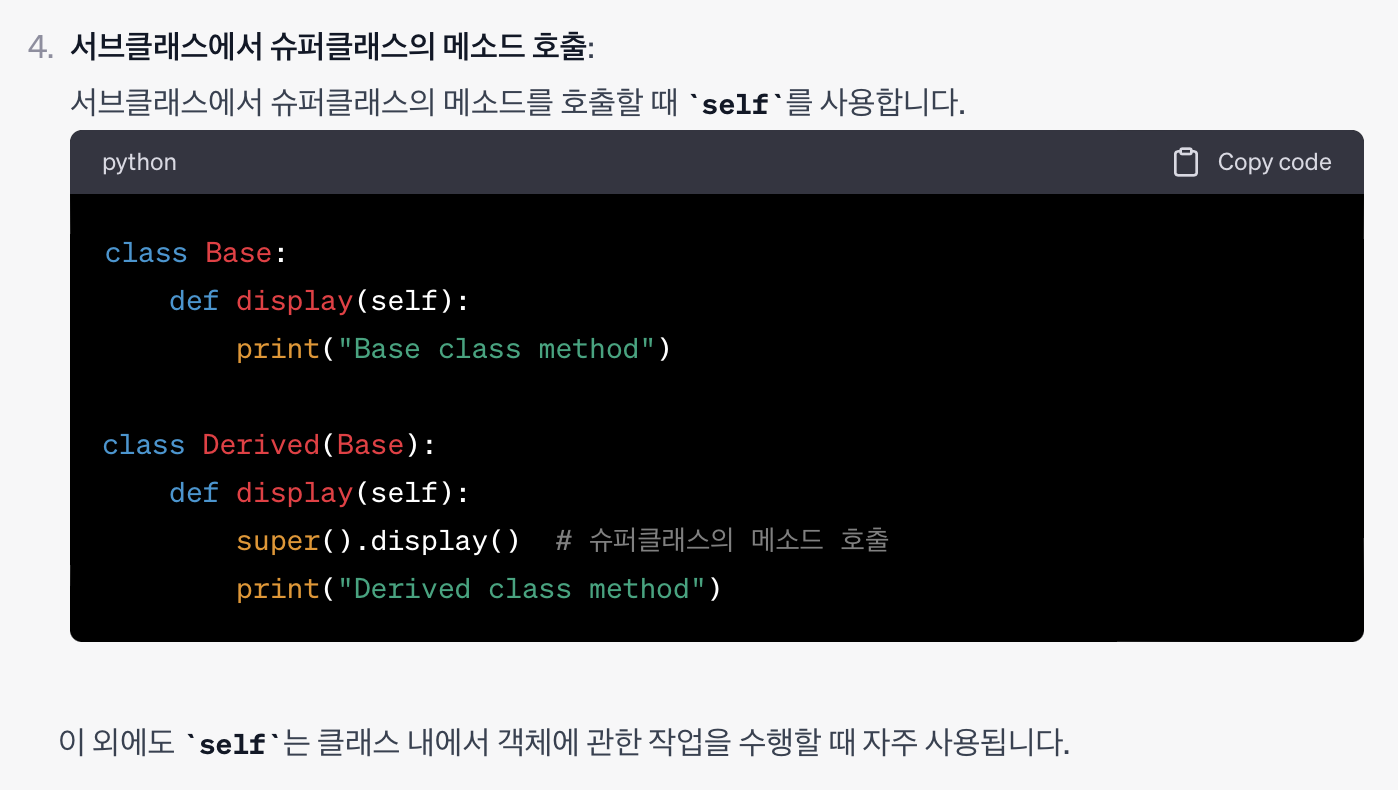 4. 서브클래스에서 슈퍼클래스의 메소드 호출:
서브클래스에서 슈퍼클래스의 메소드를 호출할 때 `self`를 사용합니다.
python Copy code
class Base:
    def display(self):
        print("Base class method")
class Derived(Base):
    def display(self):
        super().display()  # 슈퍼클래스의 메소드 호출
        print("Derived class method")
이 외에도 `self`는 클래스 내에서 객체에 관한 작업을 수행할 때 자주 사용됩니다.